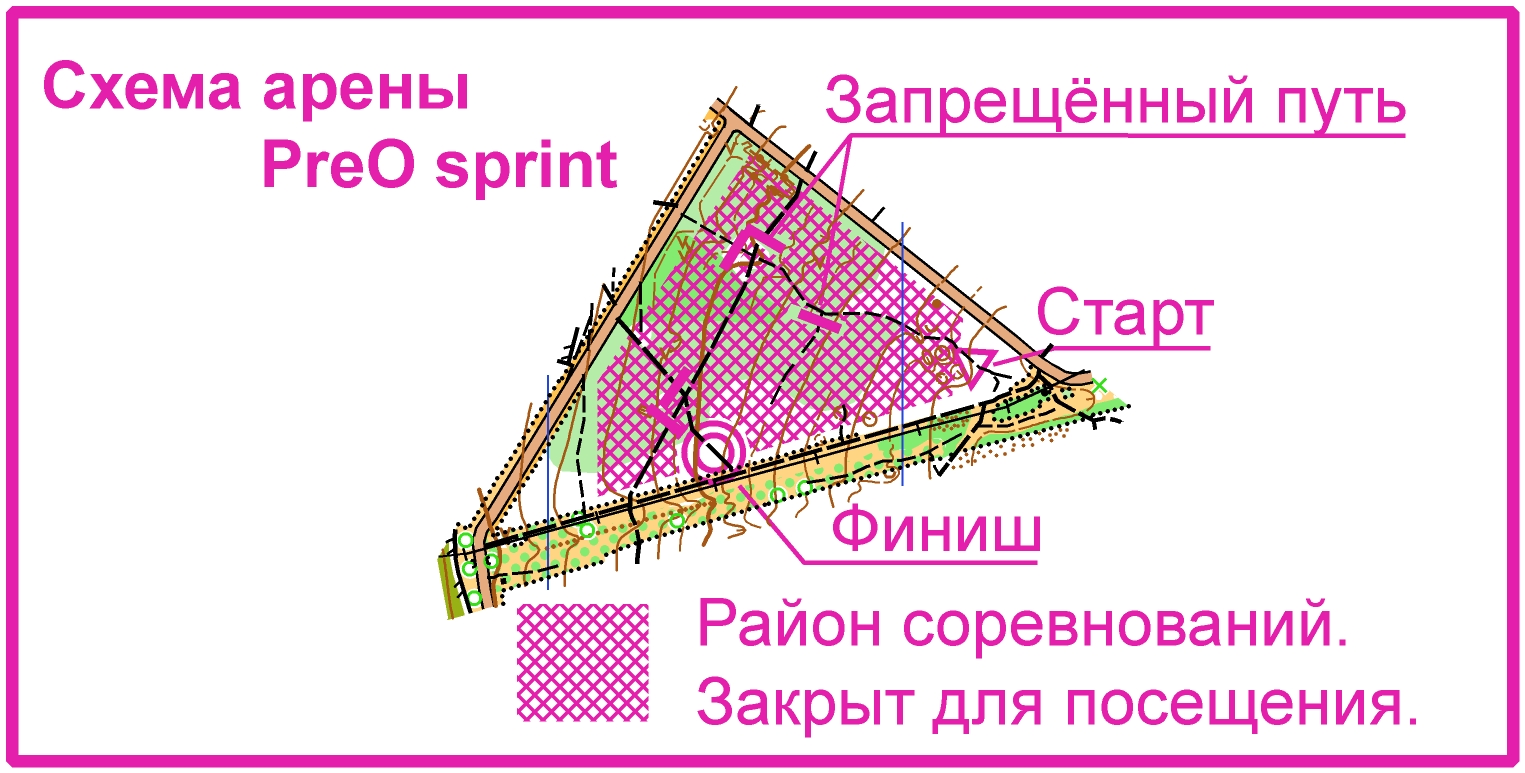 Схема арены
PreO sprint
Запрещённый путь
Старт
Финиш
Район соревнований.
Закрыт для посещения.